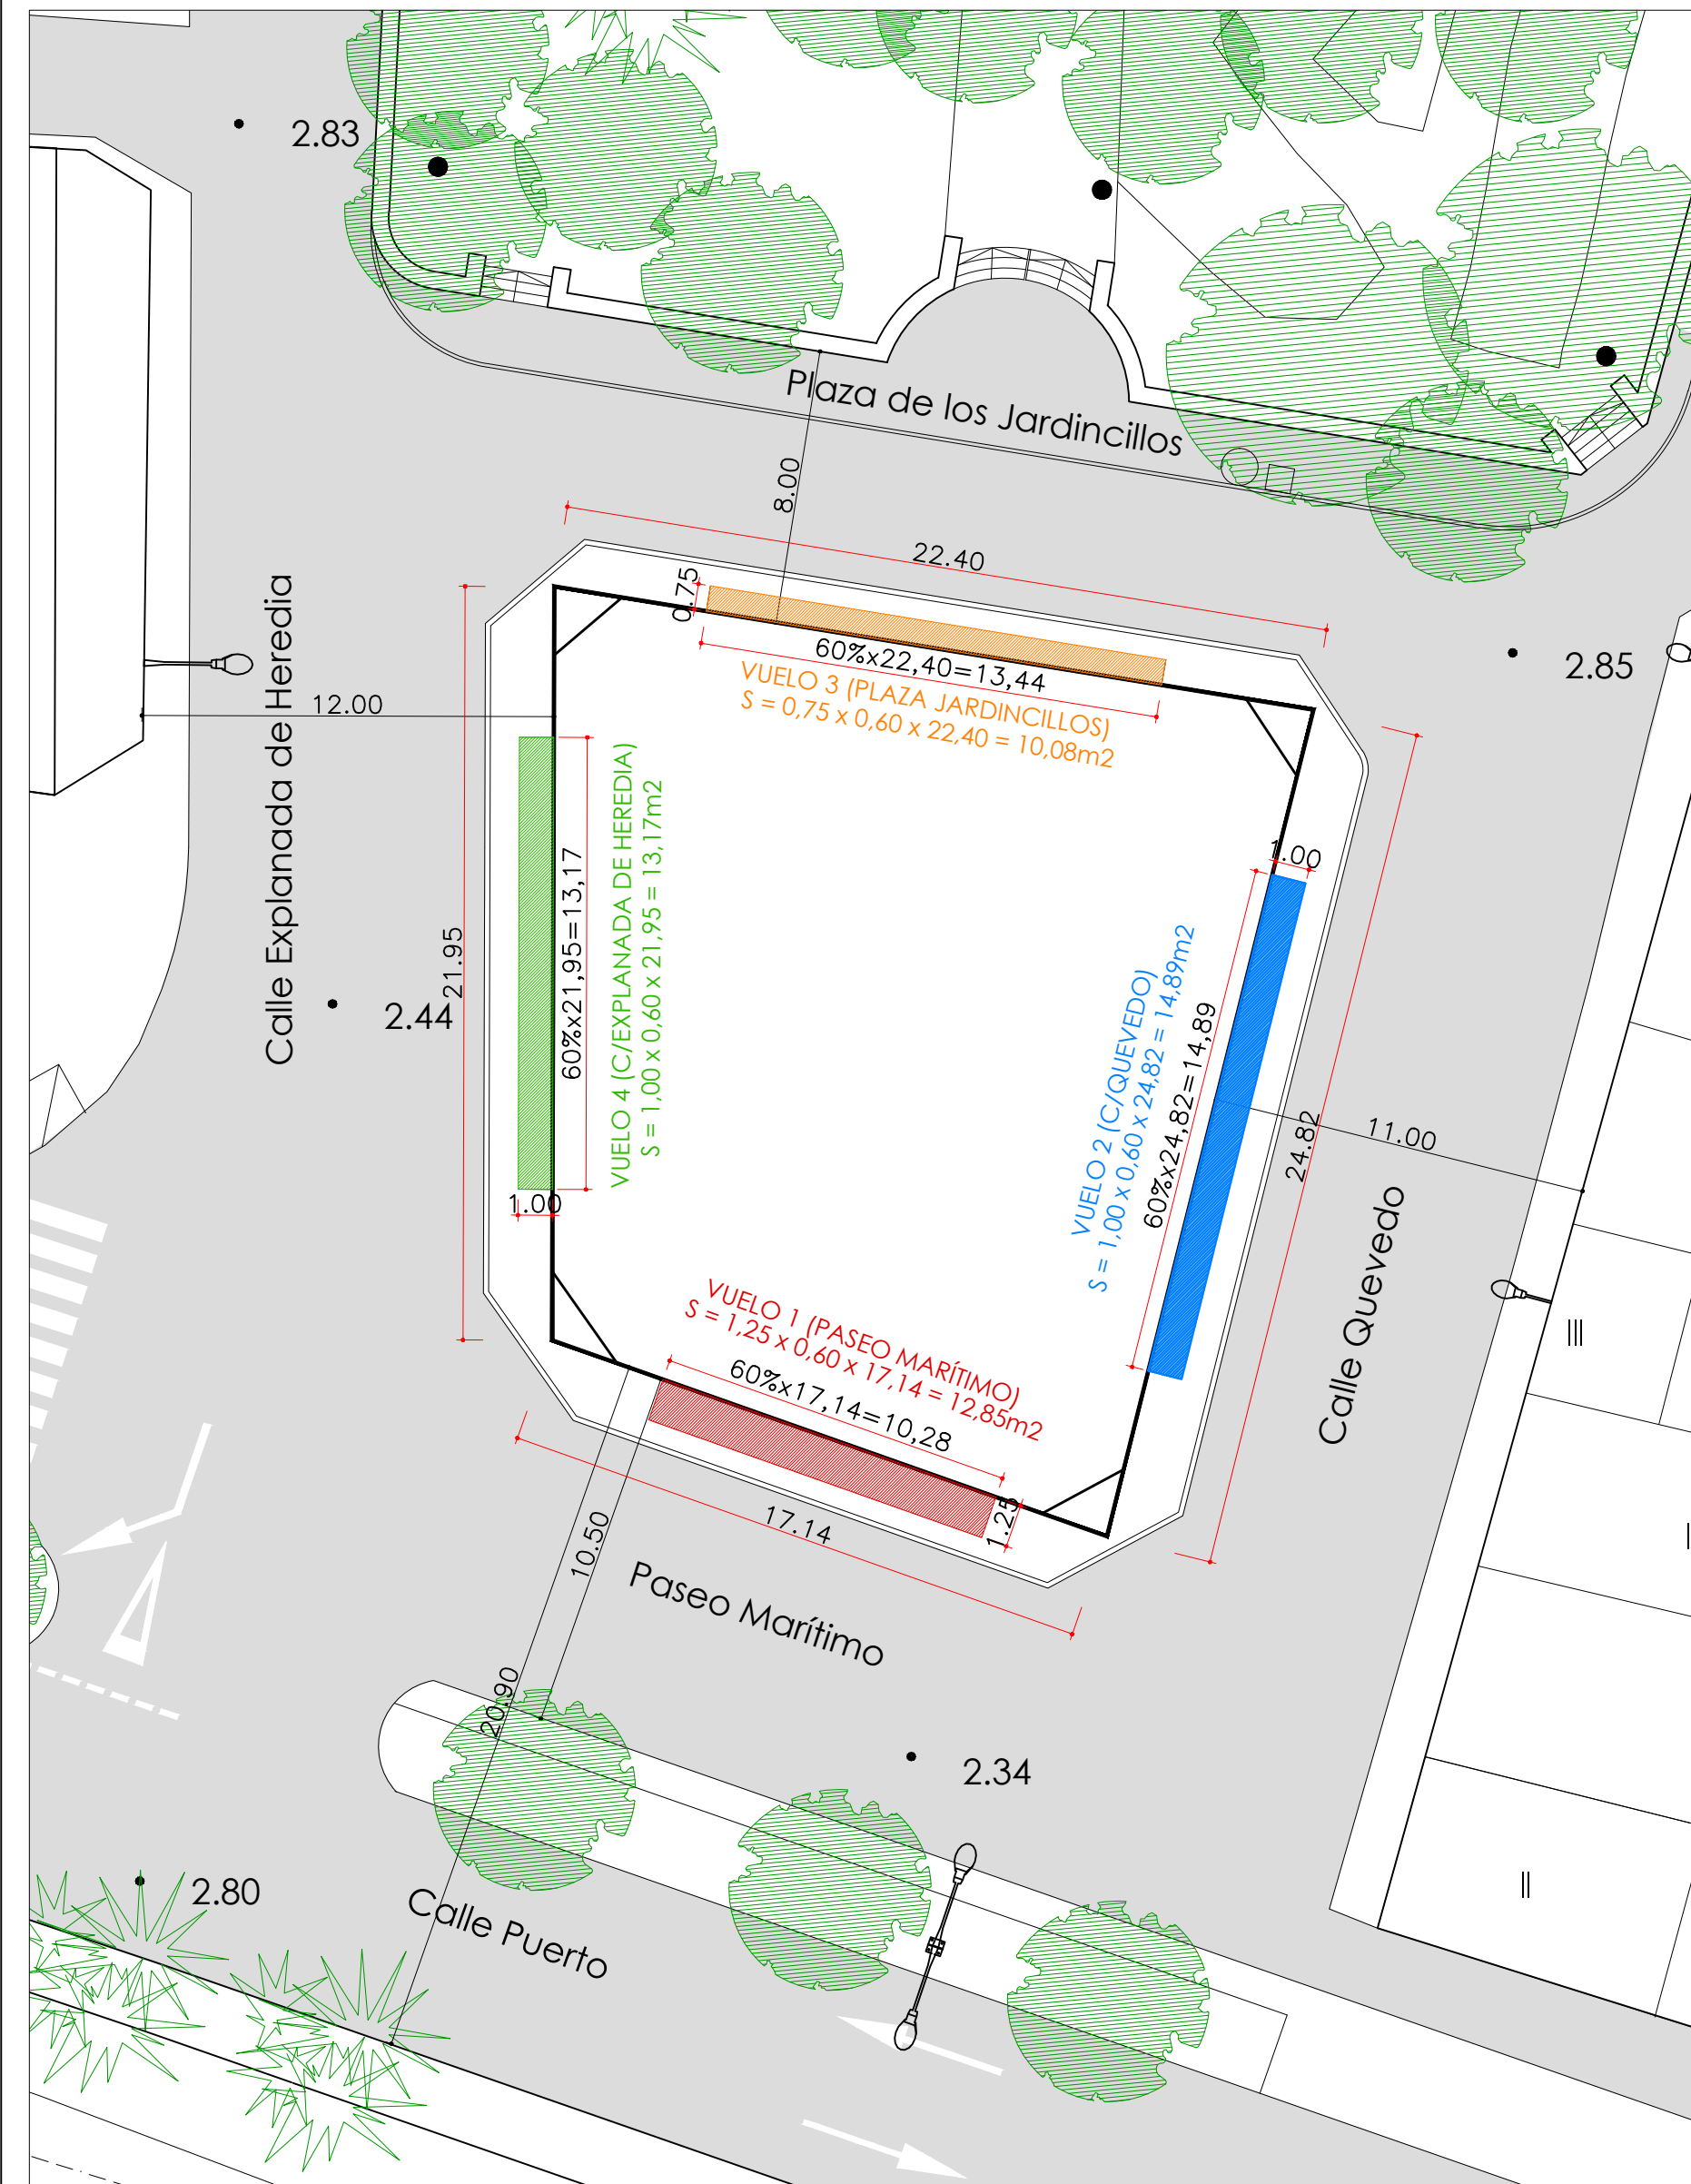 2.83
Plaza de los Jardincillos
8.00
22.40
0.75
60%x22,40=13,44
VUELO 3 (PLAZA JARDINCILLOS)
S = 0,75 x 0,60 x 22,40 = 10,08m2
2.85
Calle Explanada de Heredia
12.00
2.44
21.95
60%x21,95=13,17
VUELO 4 (C/EXPLANADA DE HEREDIA)
S = 1,00 x 0,60 x 21,95 = 13,17m2
1.00
1.00
VUELO 2 (C/QUEVEDO)
S = 1,00 x 0,60 x 24,82 = 14,89m2
60%x24,82=14,89
24.82
11.00
Calle Quevedo
III
VUELO 1 (PASEO MARÍTIMO)
S = 1,25 x 0,60 x 17,14 = 12,85m2
60%x17,14=10,28
1.25
17.14
10.50
Paseo Marítimo
20.90
2.34
II
2.80
Calle Puerto